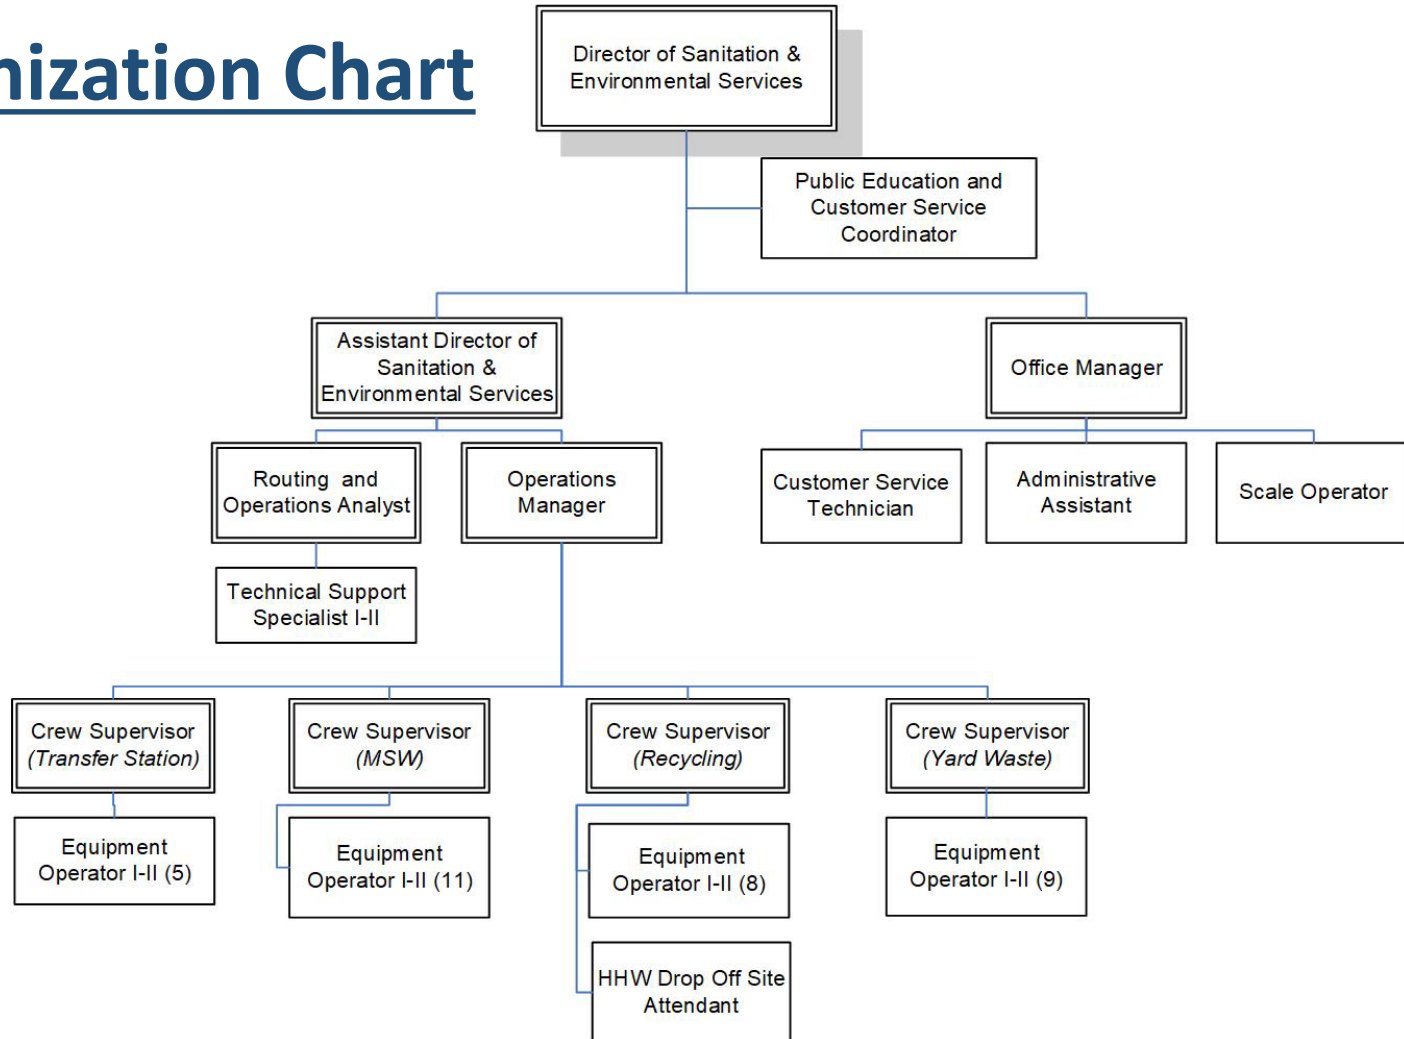 nization Chart
Director of Sanitation &
Environmental Services
Public Education and
Customer Service
Coordinator
Assistant Director of
Sanitation &
Environmental Services
Office Manager
Routing and
Operations Analyst
Operations
Manager
Customer Service
Technician
Administrative
Assistant
Scale Operator
Technical Support
Specialist I-II
Crew Supervisor
(Transfer Station)
Crew Supervisor
(MSW)
Crew Supervisor
(Recycling)
Crew Supervisor
(Yard Waste)
Equipment
Operator I-II (5)
Equipment
Operator I-II (11)
Equipment
Operator I-II (8)
Equipment
Operator I-II (9)
HHW Drop Off Site
Attendant